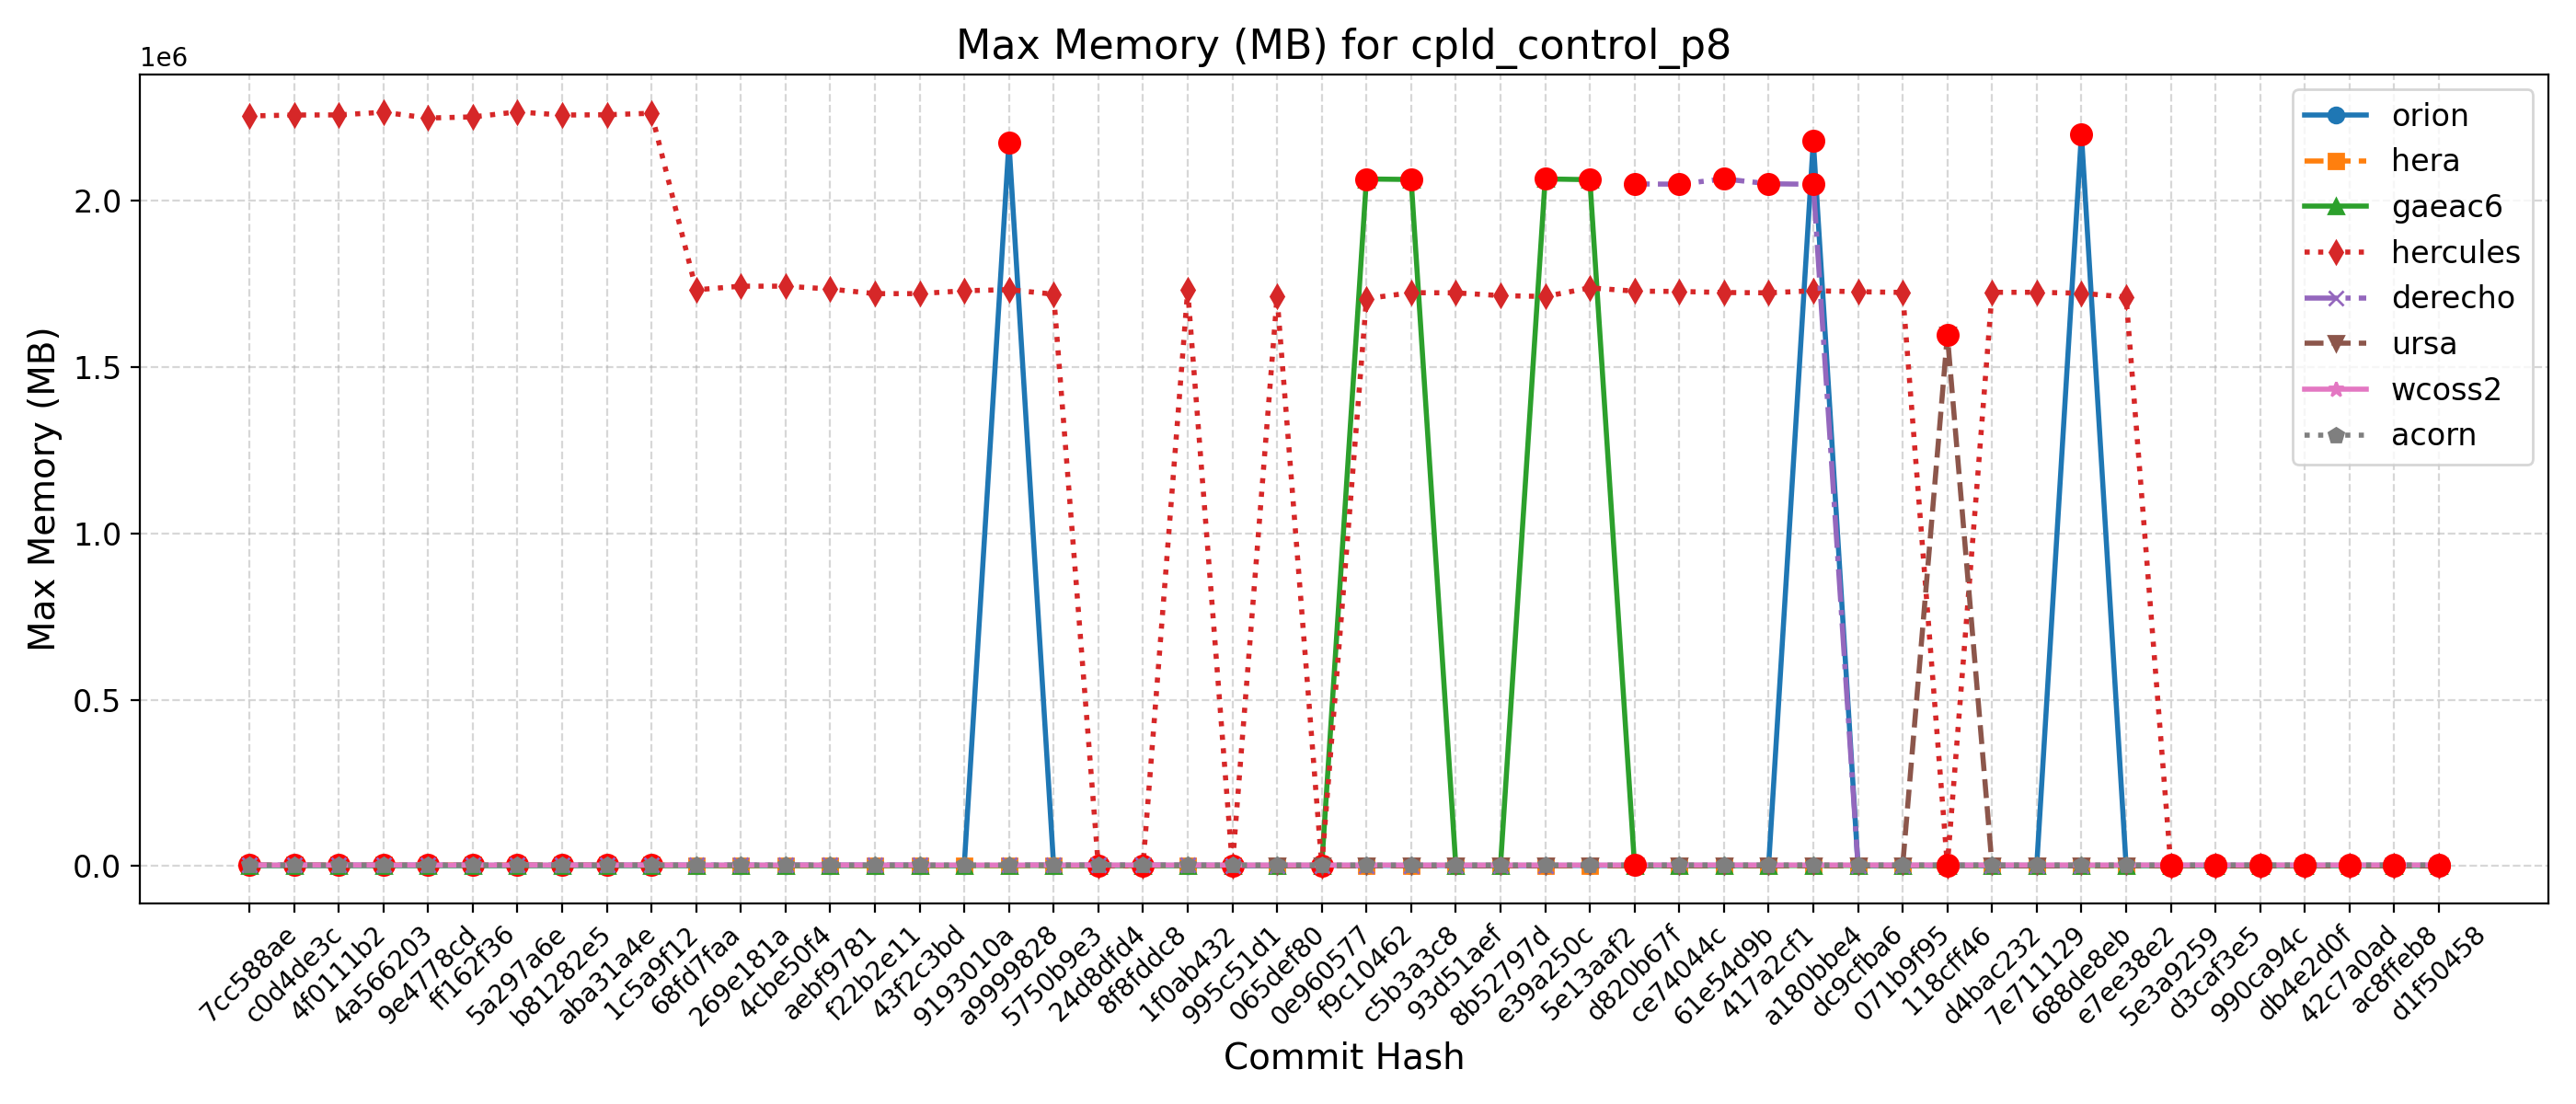 Max Memory (MB) for cpld_control_p8
1e6
2.0
1.5
1.0
0.5
0.0
Max Memory (MB)
orion
hera
gaeac6
hercules
derecho
ursa
wcoss2
acorn
7cc588ae
c0d4de3c
4f0111b2
4a566203
9e4778cd
ff162f36
5a297a6e
b81282e5
aba31a4e
1c5a9f12
68fd7faa
269e181a
4cbe50f4
aebf9781
f22b2e11
43f2c3bd
9193010a
a9999828
5750b9e3
24d8dfd4
8f8fddc8
1f0ab432
995c51d1
065def80
0e960577
f9c10462
c5b3a3c8
93d51aef
8b52797d
e39a250c
5e13aaf2
d820b67f
ce74044c
61e54d9b
417a2cf1
a180bbe4
dc9cfba6
071b9f95
118cff46
d4bac232
7e711129
688de8eb
e7ee38e2
5e3a9259
d3caf3e5
990ca94c
db4e2d0f
42c7a0ad
ac8ffeb8
d1f50458
Commit Hash